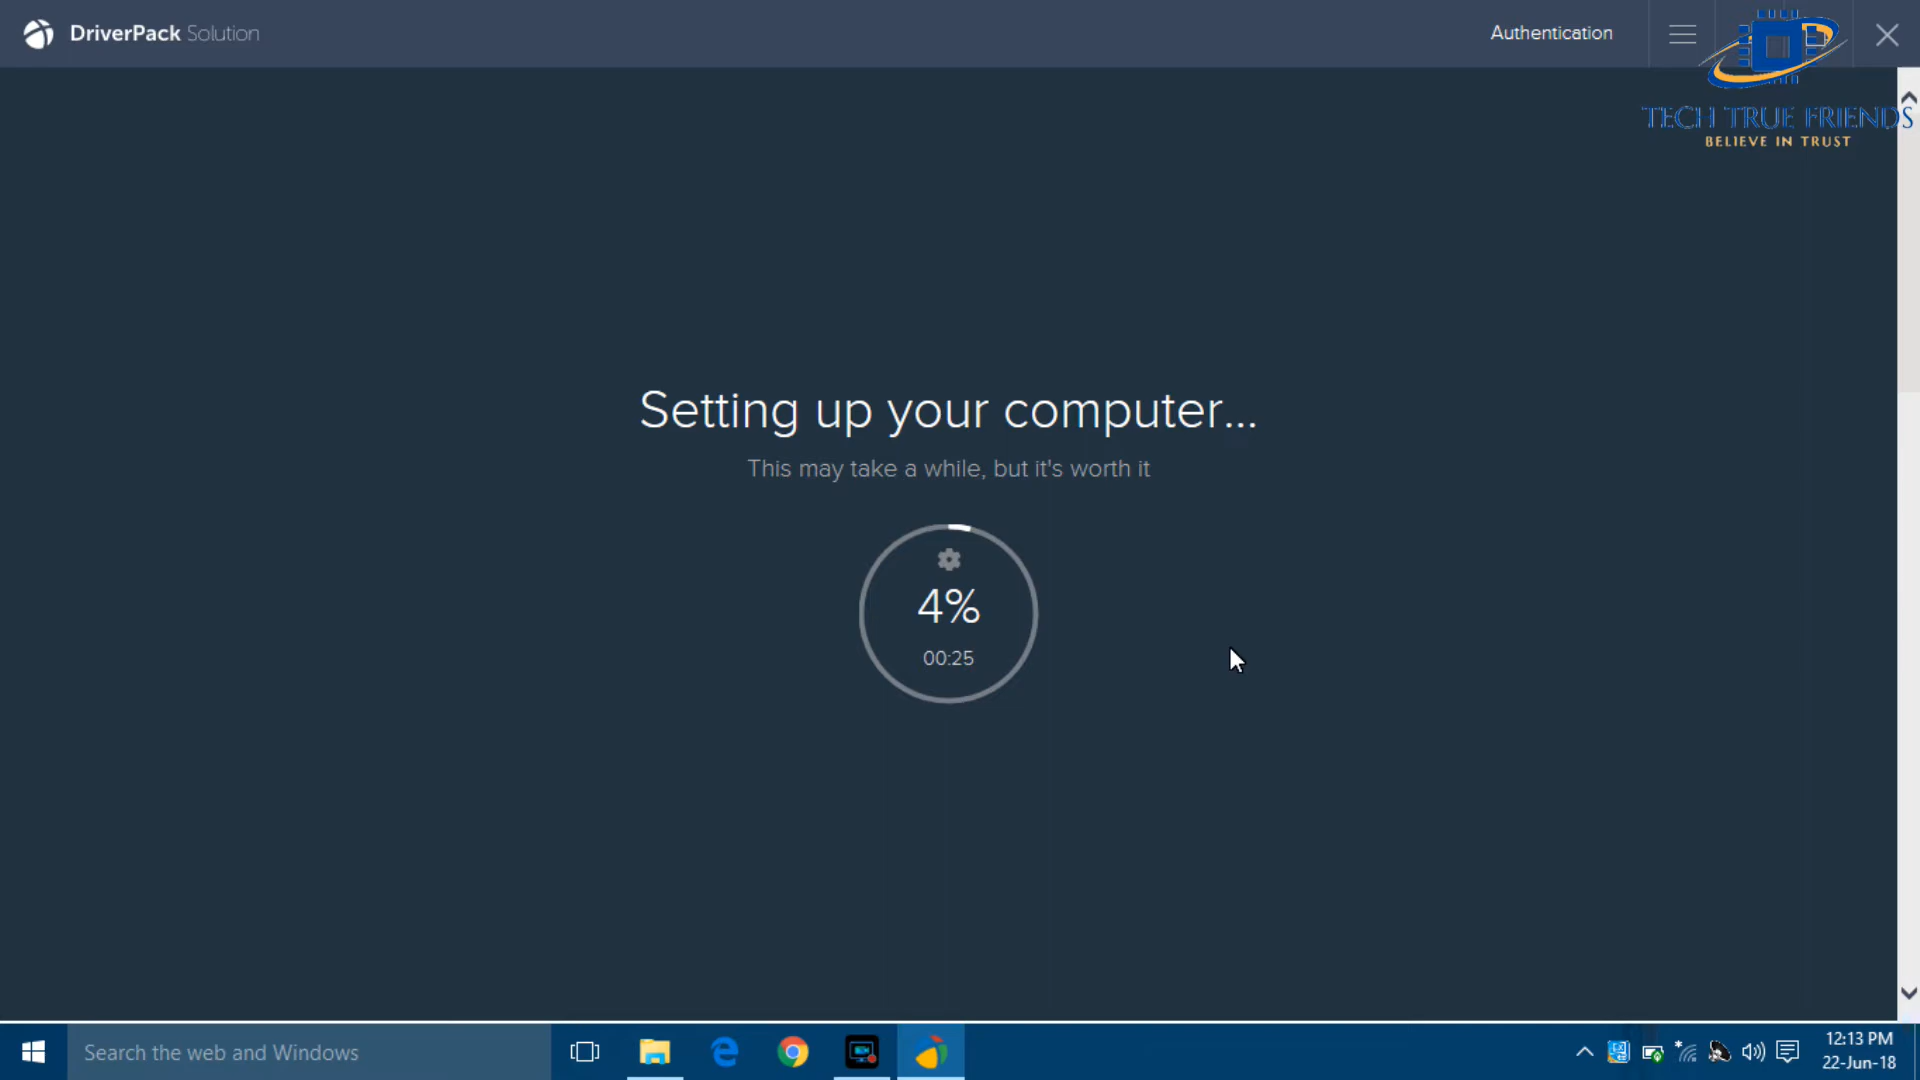 DriverPack Solution
Authentication
TECH TRUE FRIENDS
BELIEVE IN TRUST
Setting up your computer...
This may take a while, but it's worth it
4%
00:25
Search the web and Windows
12:13 PM
22-Jun-18